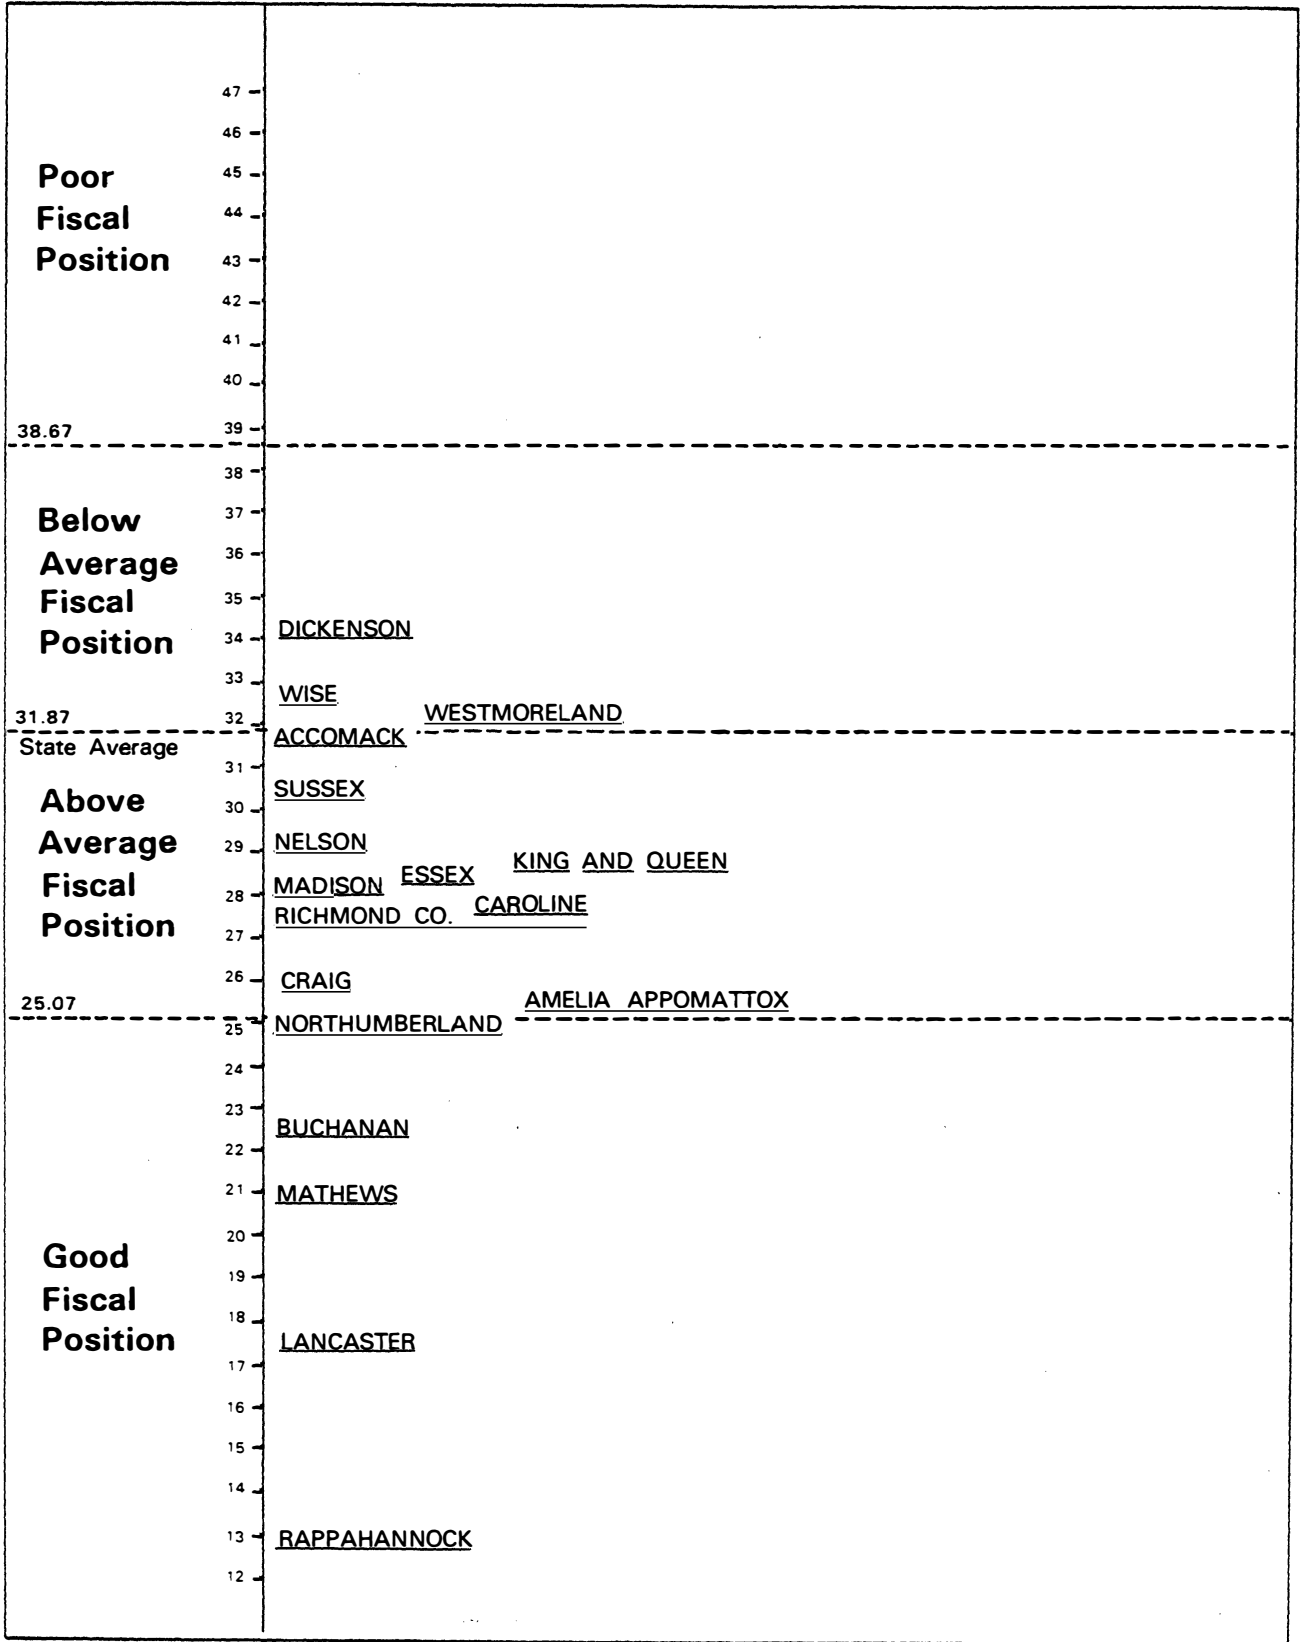 47
46
Poor 45
Fiscal 44
Position 43
42
41
40
38.67 39
38
Below 37
Average 36
Fiscal 35
Position 34 DICKENSON
33
WISE
31.87 32 WESTMORELAND
State Average ACCOMACK
31
Above 30 SUSSEX
Average 29 NELSON
KING AND QUEEN
Fiscal 28 MADISON ESSEX
RICHMOND CO. CAROLINE
Position 27
26 CRAIG
25.07 AMELIA APPOMATTOX
25 NORTHUMBERLAND
24
23
BUCHANAN
22
21 MATHEWS
20
Good
19
Fiscal 18
Position LANCASTER
17
16
15
14
13 RAPPAHANNOCK
12